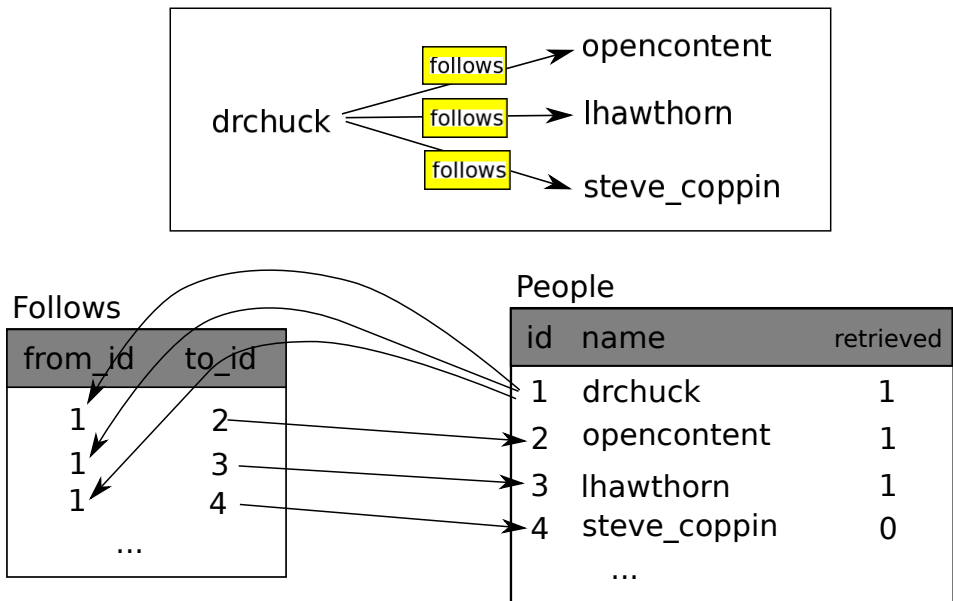 follows opencontent
drchuck follows lhawthorn
follows steve_coppin
Follows
from_id to_id
1 2
1 3
1 4
...
People
id name retrieved
1 drchuck 1
2 opencontent 1
3 lhawthorn 1
4 steve_coppin 0
...